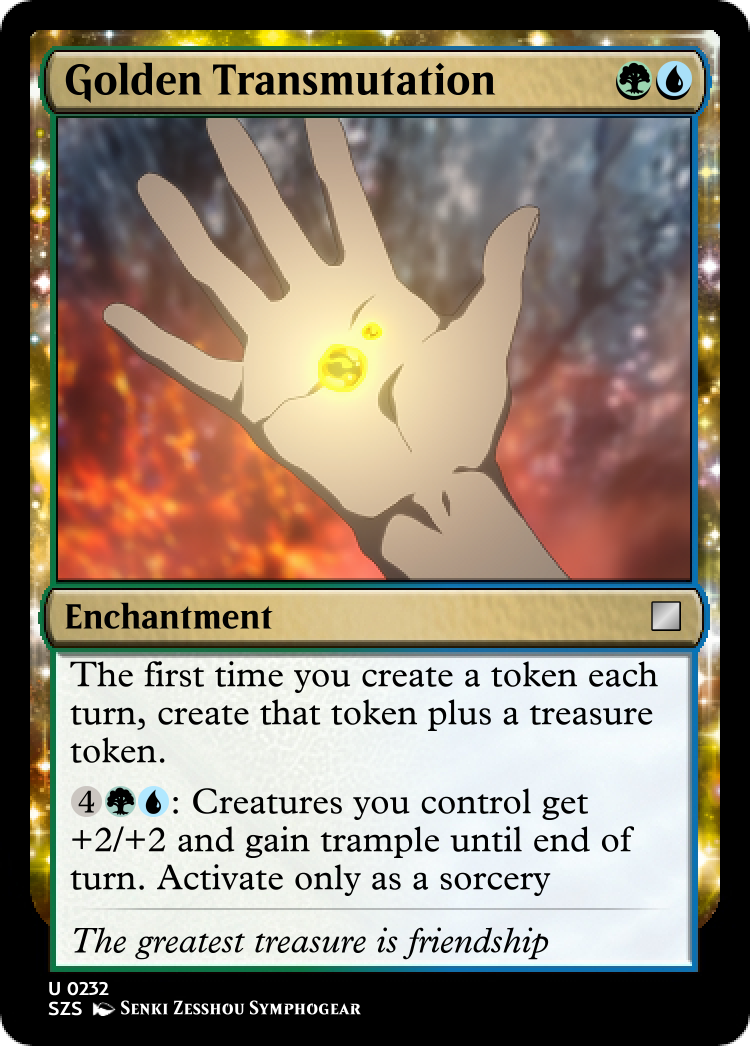 Golden Transmutation
Enchantment
The first time you create a token each
turn, create that token plus a treasure
token.
4: Creatures you control get
+2/+2 and gain trample until end of
turn. Activate only as a sorcery
The greatest treasure is friendship
U 0232
SZS SENKI ZESSHOU SYMPHOGEAR